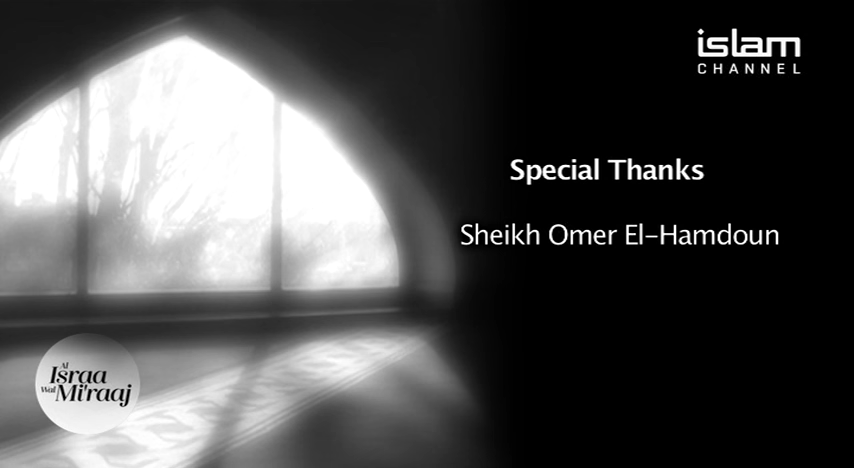 islam
CHANNEL
Special Thanks
Sheikh Omer El-Hamdoun
Al
Israa
Wal Mi'raaj